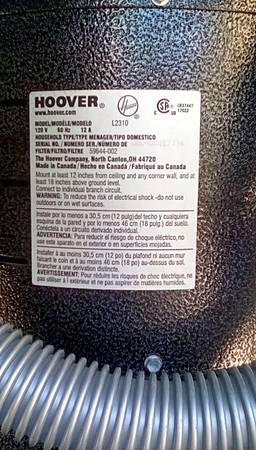 HOOVER®
www.hoover.com
Hoover
LR37447
17622
MODEL/MODÈLE/MODELO L2310
120 V 60 Hz 12 A
HOUSEHOLD TYPE/TYPE MENAGER/TIPO DOMESTICO
SERIAL NO. / NUMERO DE SERIE/NÚMERO DE
FILTER/FILTRO/FILTRE 59644-002
The Hoover Company, North Canton,OH 44720
Made in Canada/Hecho en Canadá/Fabriqué au Canada
Mount at least 12 inches from ceiling and any corner wall, and at
least 18 inches above ground level.
Connect to individual branch circuit.
WARNING: To reduce the risk of electrical shock -do not use
outdoors or on wet surfaces.
Instale por lo menos a 30,5 cm (12 pulg)del techo y cualquiera
esquina de la pared y por lo menos 46 cm (18 pulg.) del suelo.
Conéctela a un circuito derivado individual.
ADVERTENCIA: Para reducir el riesgo de choque eléctrico,-no
use este aparato en el exterior o en superficies mojadas.
Installer à au moins 30,5 cm (12 po) du plafond ni aucun mur
faisant le coin et à au moins 46 cm (18 po) au-dessus du sol.
Brancher a une derivation distincte.
AVERTISSEMENT: Pour réduire les risques de choc électrique, ne
pas utiliser à l extérieur et ne pas aspirer de matières humides.